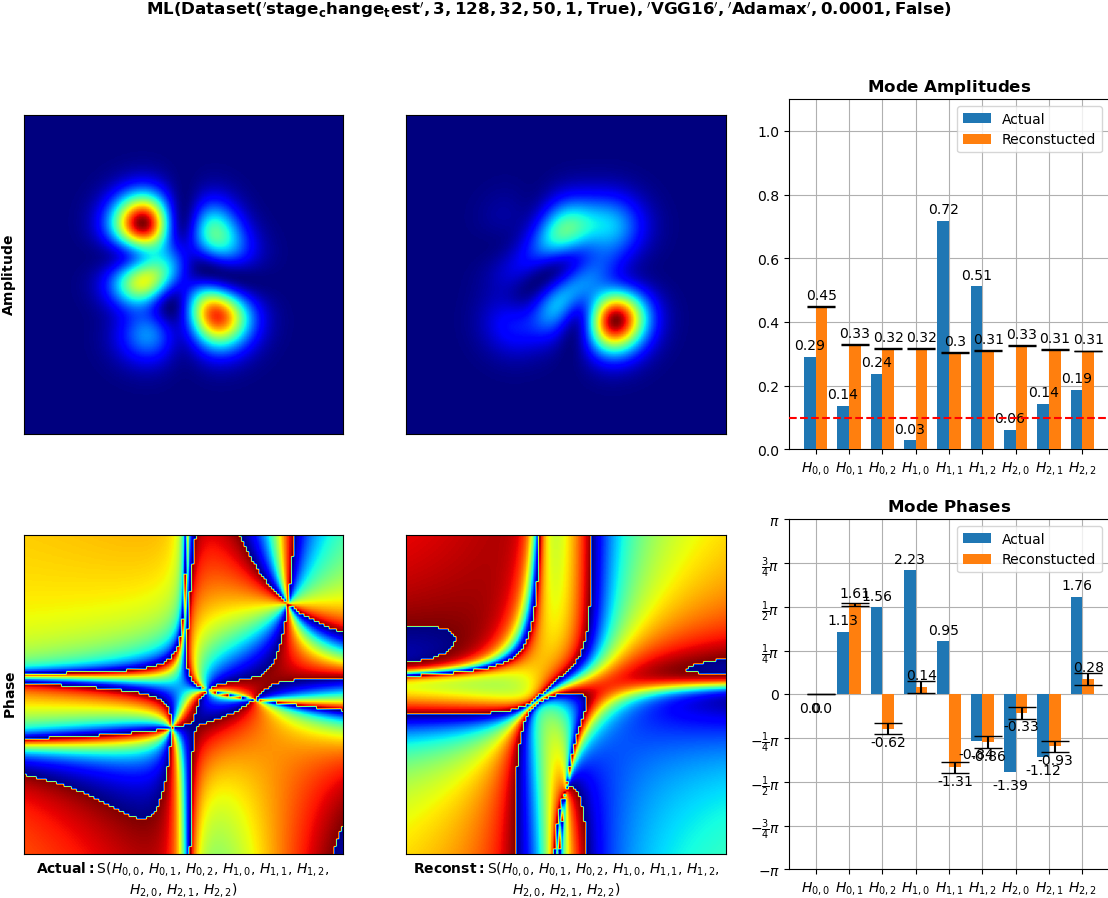 ML(Dataset('stage_change_test', 3, 128, 32, 50, 1, True), 'VGG16', 'Adamax', 0.0001, False)
Amplitude
Mode Amplitudes
Actual
Reconstucted
1.0
0.8
0.6
0.4
0.2
0.0
0.29
0.45
0.14
0.33
0.24
0.32
0.03
0.32
0.72
0.3
0.51
0.31
0.06
0.33
0.14
0.31
0.19
0.31
H0,0 H0,1 H0,2 H1,0 H1,1 H1,2 H2,0 H2,1 H2,2
Phase
Actual: S(H0,0, H0,1, H0,2, H1,0, H1,1, H1,2,
H2,0, H2,1, H2,2)
Reconst: S(H0,0, H0,1, H0,2, H1,0, H1,1, H1,2,
H2,0, H2,1, H2,2)
Mode Phases
Actual
Reconstucted
π
3/4π
1/2π
1/4π
0
−1/4π
−1/2π
−3/4π
−π
0.0
0.0
1.13
1.61
1.56
-0.62
2.23
0.14
0.95
-1.31
-0.84
-0.86
-1.39
-0.33
-1.12
-0.93
1.76
0.28
H0,0 H0,1 H0,2 H1,0 H1,1 H1,2 H2,0 H2,1 H2,2